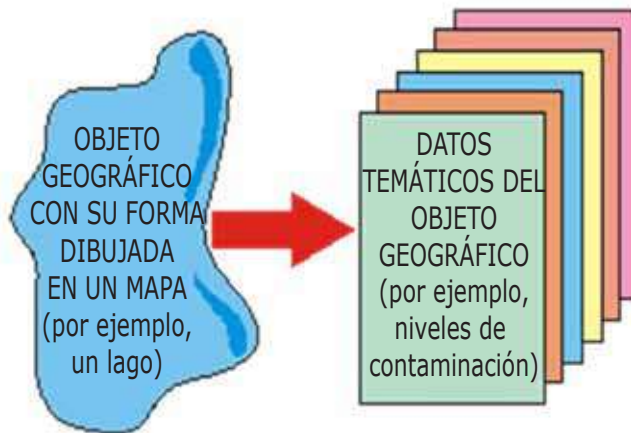 OBJETO
GEOGRÁFICO
CON SU FORMA
DIBUJADA
EN UN MAPA
(por ejemplo,
un lago)
DATOS
TEMÁTICOS DEL
OBJETO
GEOGRÁFICO
(por ejemplo,
niveles de
contaminación)